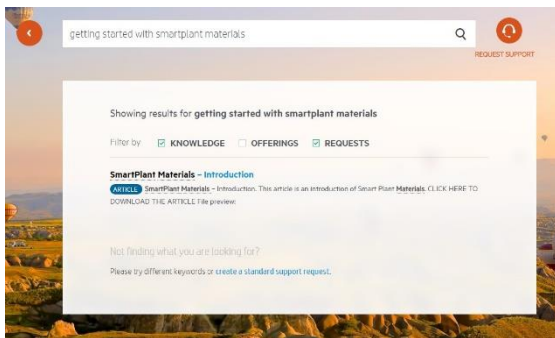 getting started with smartplant materials
REQUEST SUPPORT
Showing results for getting started with smartplant materials
Filter by KNOWLEDGE OFFERINGS REQUESTS
SmartPlant Materials – Introduction
ARTICLE SmartPlant Materials – Introduction. This article is an introduction of Smart Plant Materials. CLICK HERE TO
DOWNLOAD THE ARTICLE File preview:
Not finding what you are looking for?
Please try different keywords or create a standard support request.